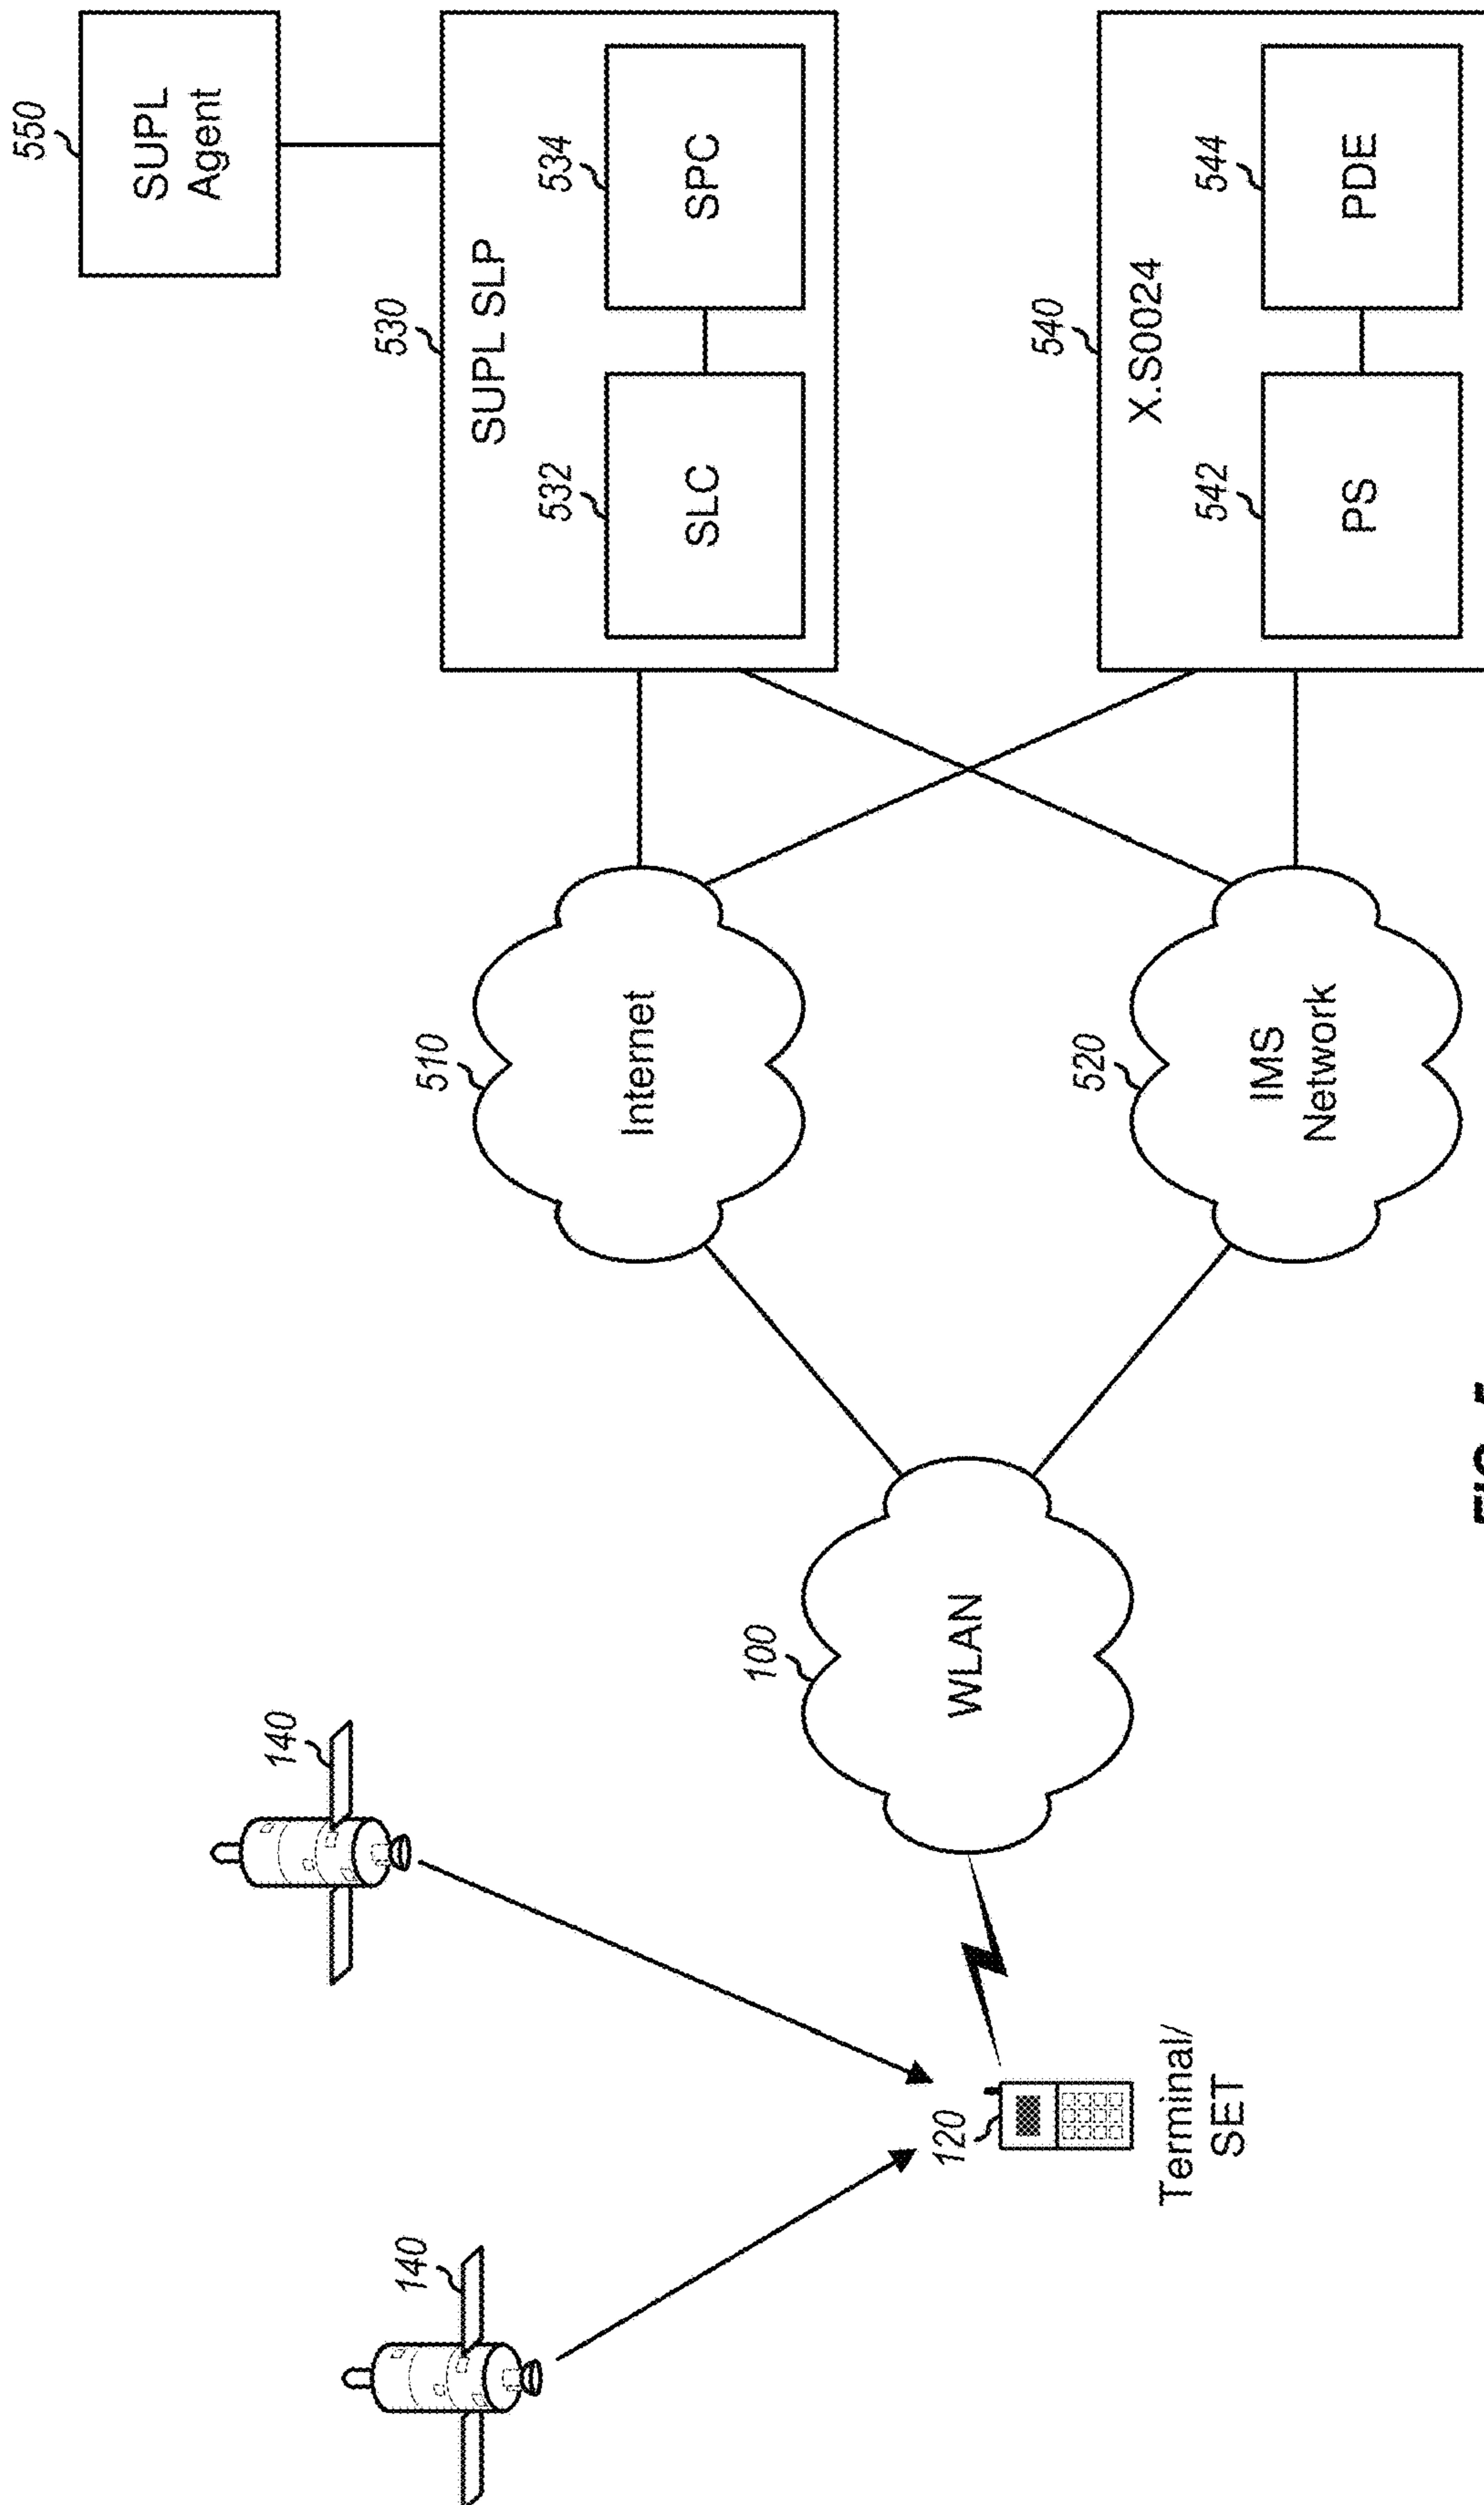 550
SUPL
Agent
530
SUPL SLP
532
SLC
534
SPC
540
X.S0024
542
PS
544
PDE
510
Internet
520
IMS
Network
100
WLAN
140
140
120
Terminal/
SET